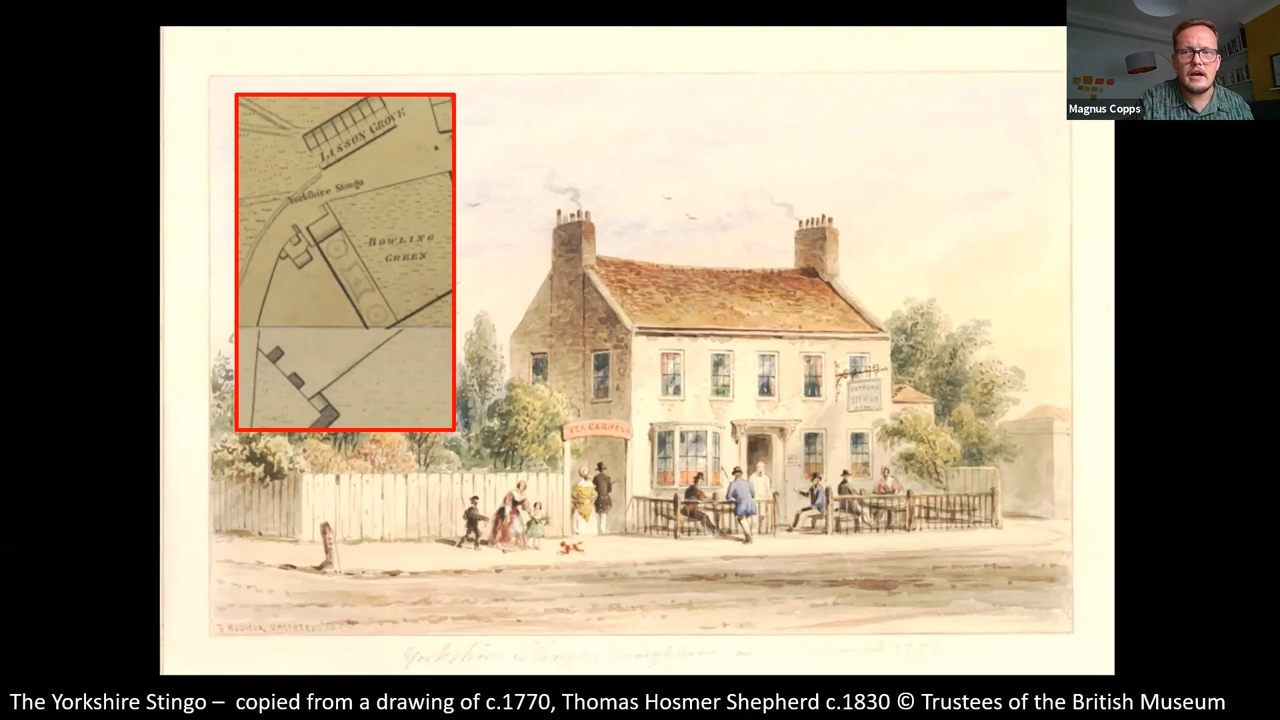 Magnus Copps
LISSON GROVE
Yorkshire Stingo
BOWLING
GREEN
TEA GARDENS
STINGO
The Yorkshire Stingo – copied from a drawing of c.1770, Thomas Hosmer Shepherd c.1830 © Trustees of the British Museum